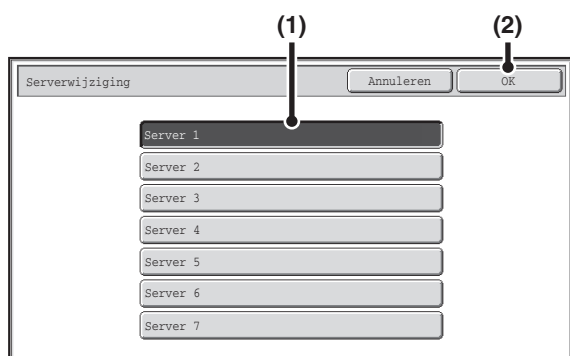 (1) (2)
Serverwijziging Annuleren OK
Server 1
Server 2
Server 3
Server 4
Server 5
Server 6
Server 7